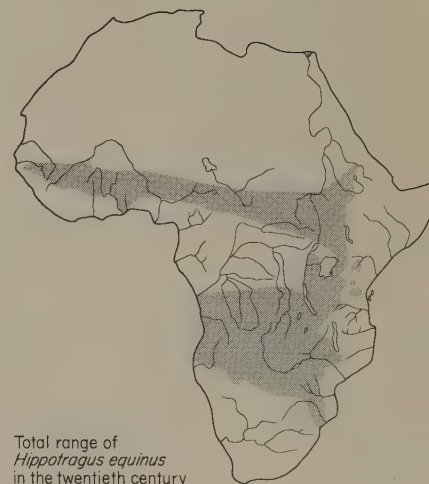 Total range of
Hippotragus equinus
in the twentieth century